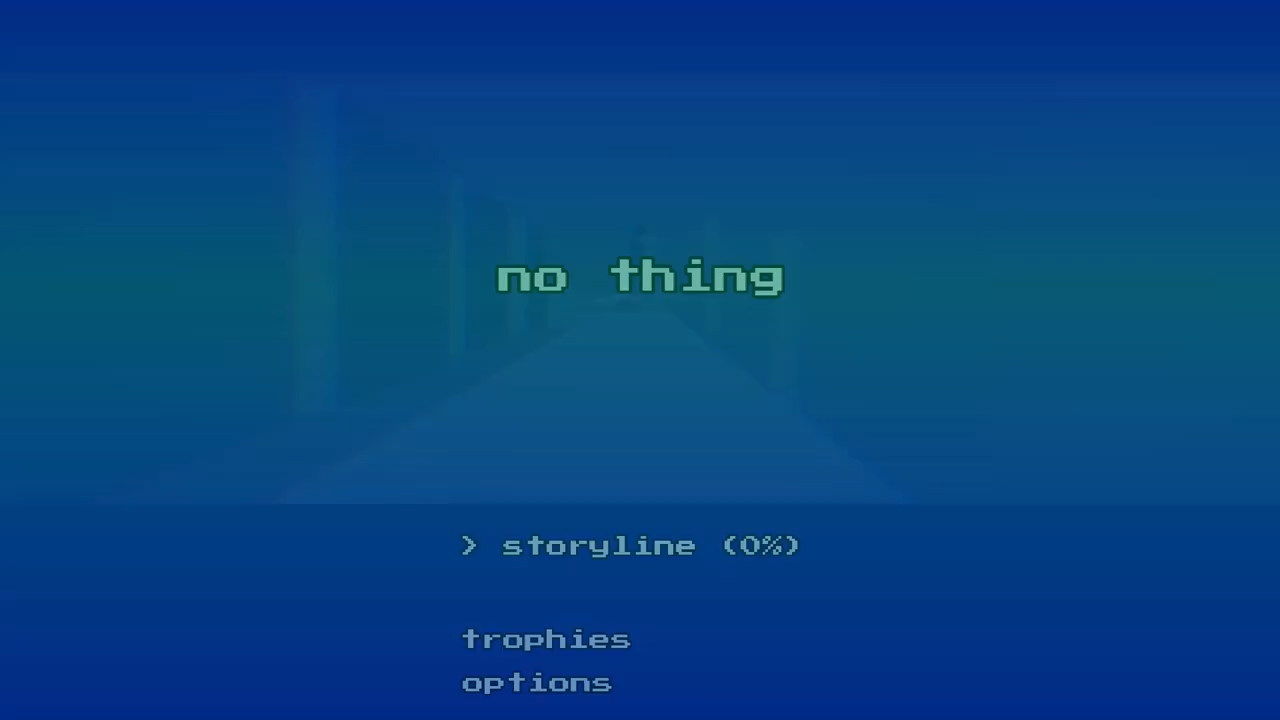 no thing
> storyline (0%)
trophies
options